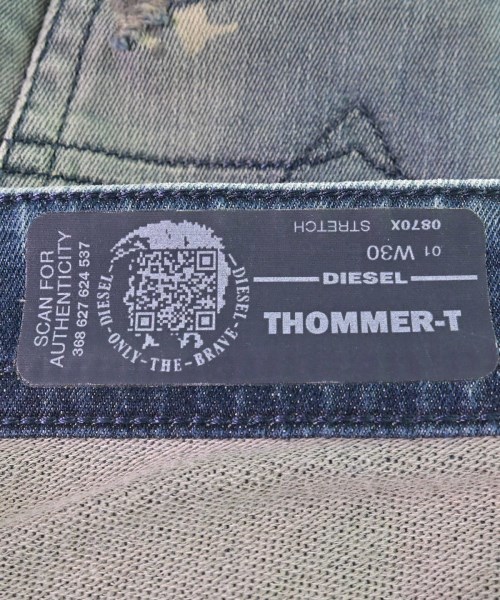 SCAN FOR
AUTHENTICITY
368 627 624 537
DIESEL
DIESEL
ONLY-THE-BRAVE
0870X STRETCH
01 W30
DIESEL
THOMMER-T